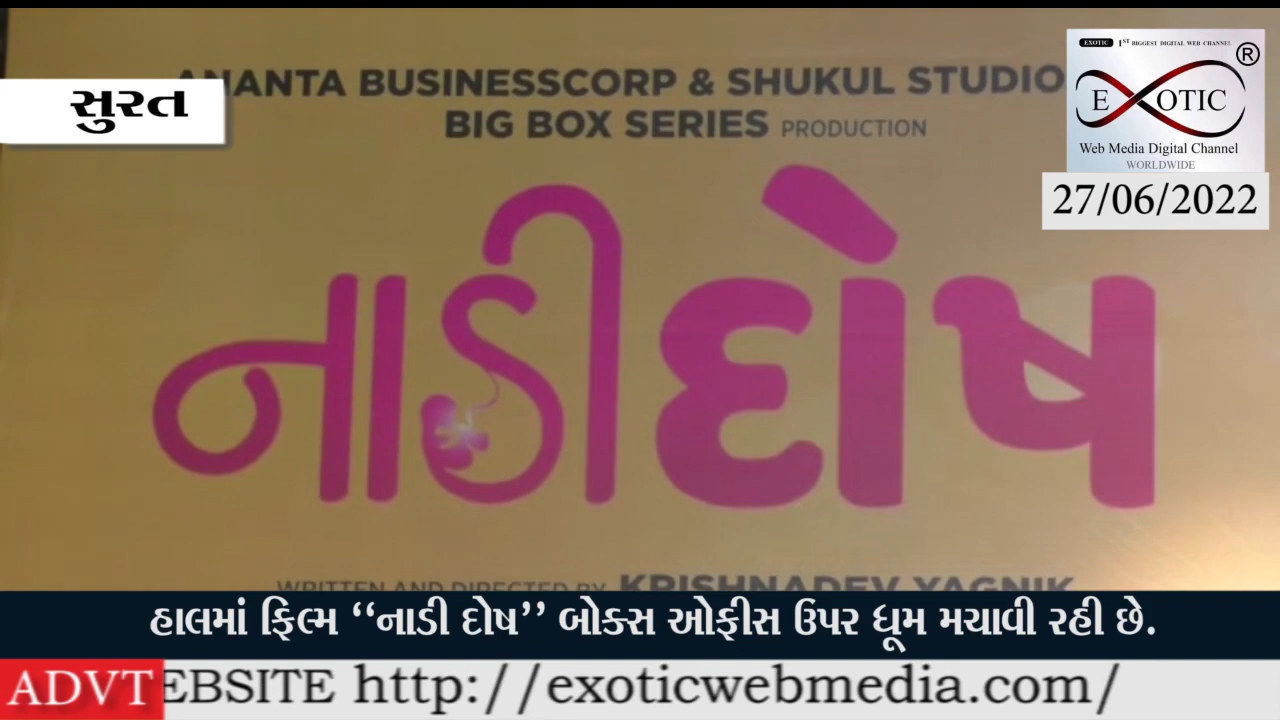 ANANTA BUSINESSCORP & SHUKUL STUDIO
BIG BOX SERIES PRODUCTION
સુરત
EXOTIC 1ST BIGGEST DIGITAL WEB CHANNEL
EXOTIC ®
Web Media Digital Channel
WORLDWIDE
27/06/2022
નાડીદોષ
WRITTEN AND DIRECTED BY KRISHNADEV YAGNIK
હાલમાં ફિલ્મ ‘‘નાડી દોષ’’ બોક્સ ઓફીસ ઉપર ધૂમ મચાવી રહી છે.
ADVT EBSITE http://exoticwebmedia.com/